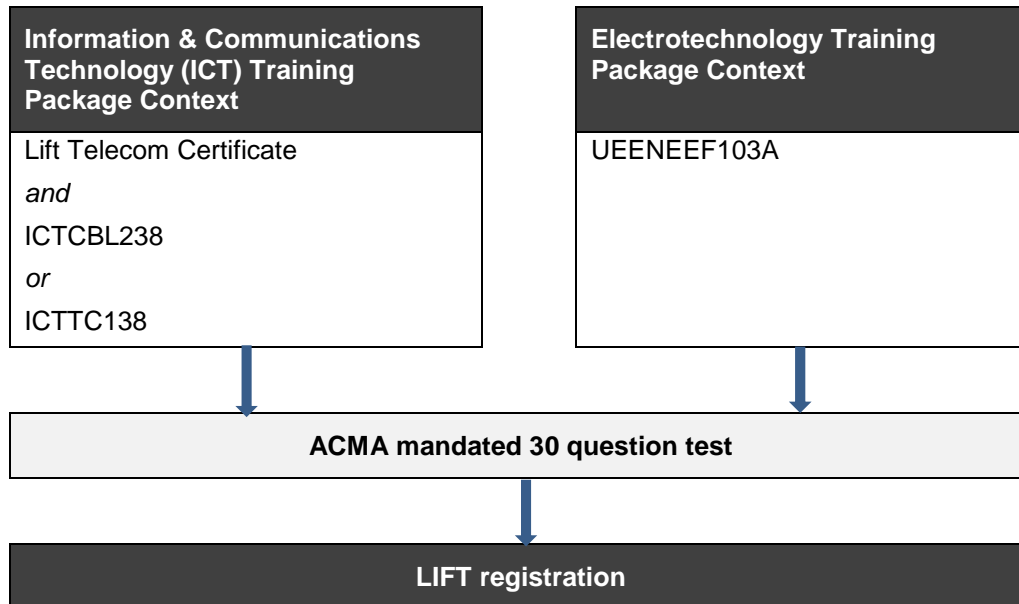 Information & Communications
Technology (ICT) Training
Package Context
Lift Telecom Certificate
and
ICTCBL238
or
ICTTC138
Electrotechnology Training
Package Context
UEENEEF103A
ACMA mandated 30 question test
LIFT registration